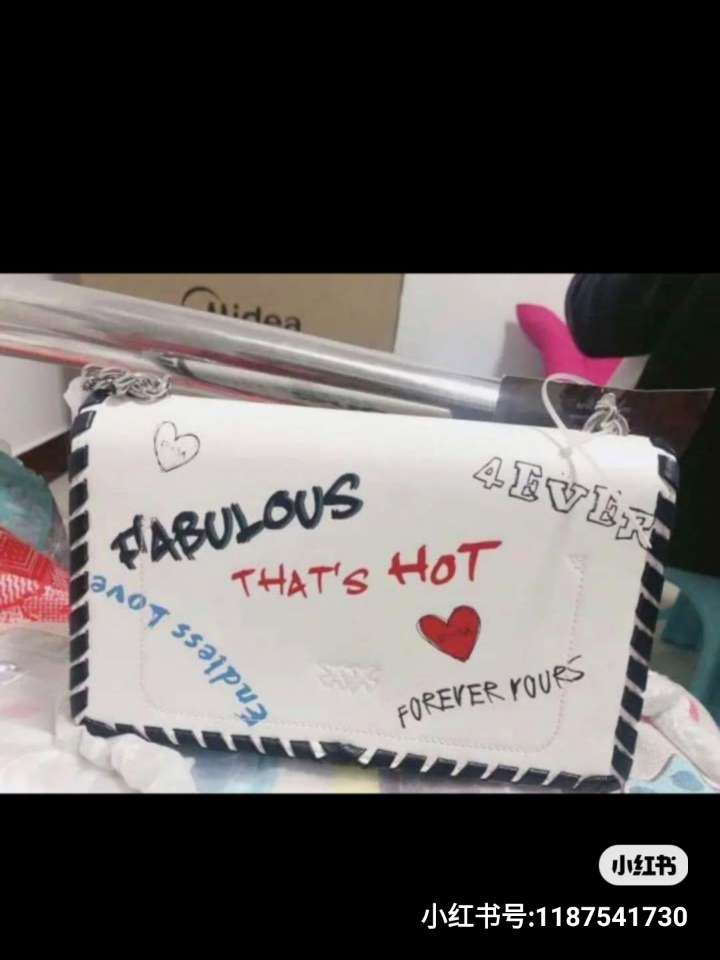 Midea
4EVER
FABULOUS
THAT'S HOT
Endless Love
FOREVER YOURS
小红书
小红书号:1187541730